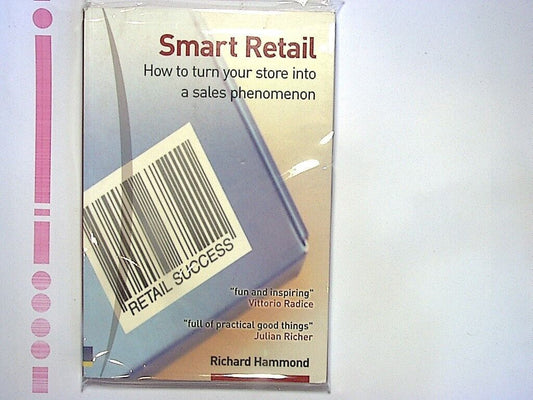 Smart Retail
How to turn your store into
a sales phenomenon
RETAIL SUCCESS
"fun and inspiring"
Vittorio Radice
"full of practical good things"
Julian Richer
Richard Hammond